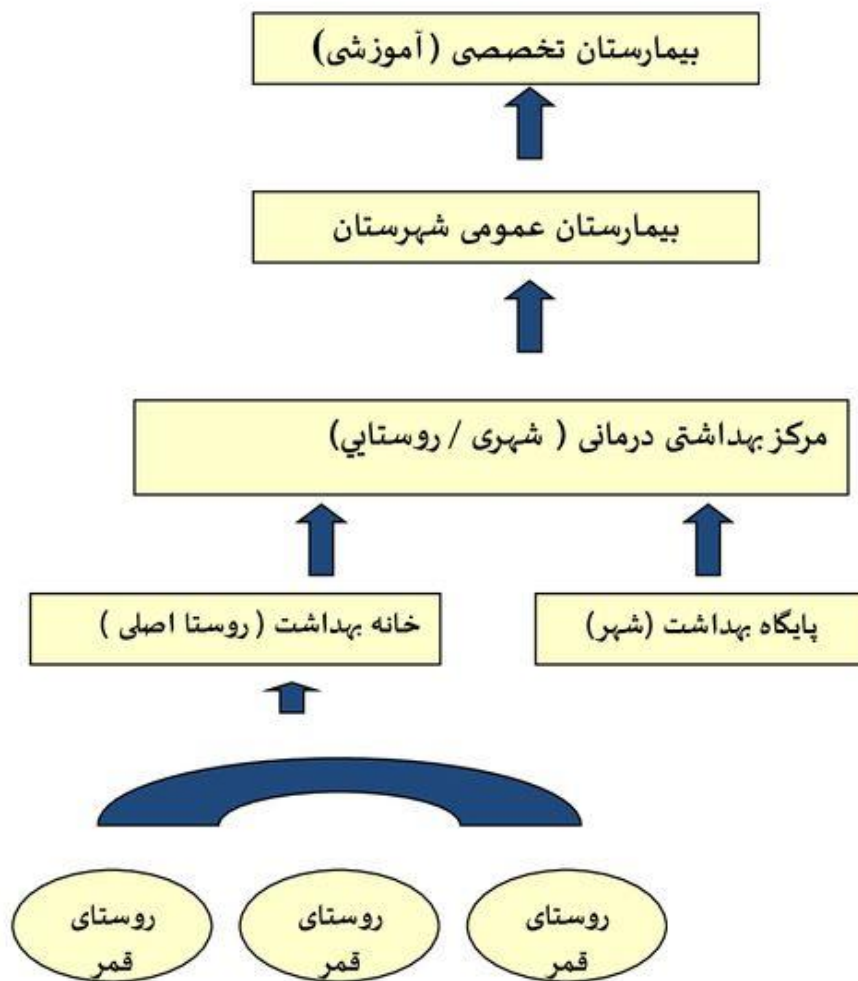 بیمارستان تخصصی ( آموزشی)
بیمارستان عمومی شهرستان
مرکز بهداشتی درمانی ( شهری / روستايي)
خانه بهداشت ( روستا اصلی )
پایگاه بهداشت (شهر)
روستای
قمر
روستای
قمر
روستای
قمر